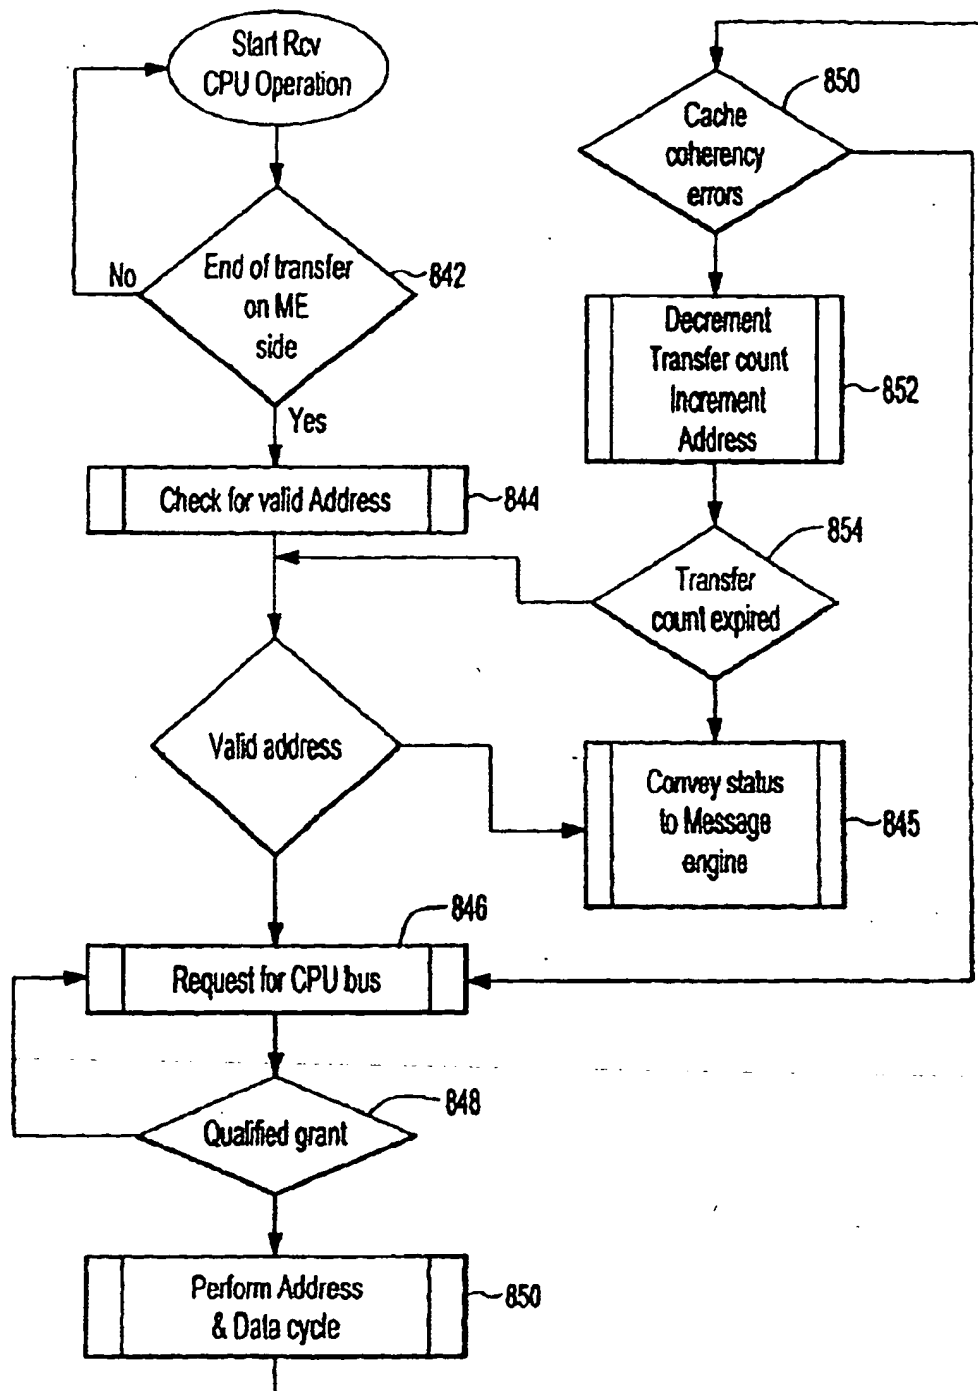 Start Rcv
CPU Operation
No
End of transfer
on ME
side
842
Yes
Check for valid Address
844
Valid address
846
Request for CPU bus
848
Qualified grant
Perform Address
& Data cycle
850
850
Cache
coherency
errors
Decrement
Transfer count
Increment
Address
852
854
Transfer
count expired
Convey status
to Message
engine
845